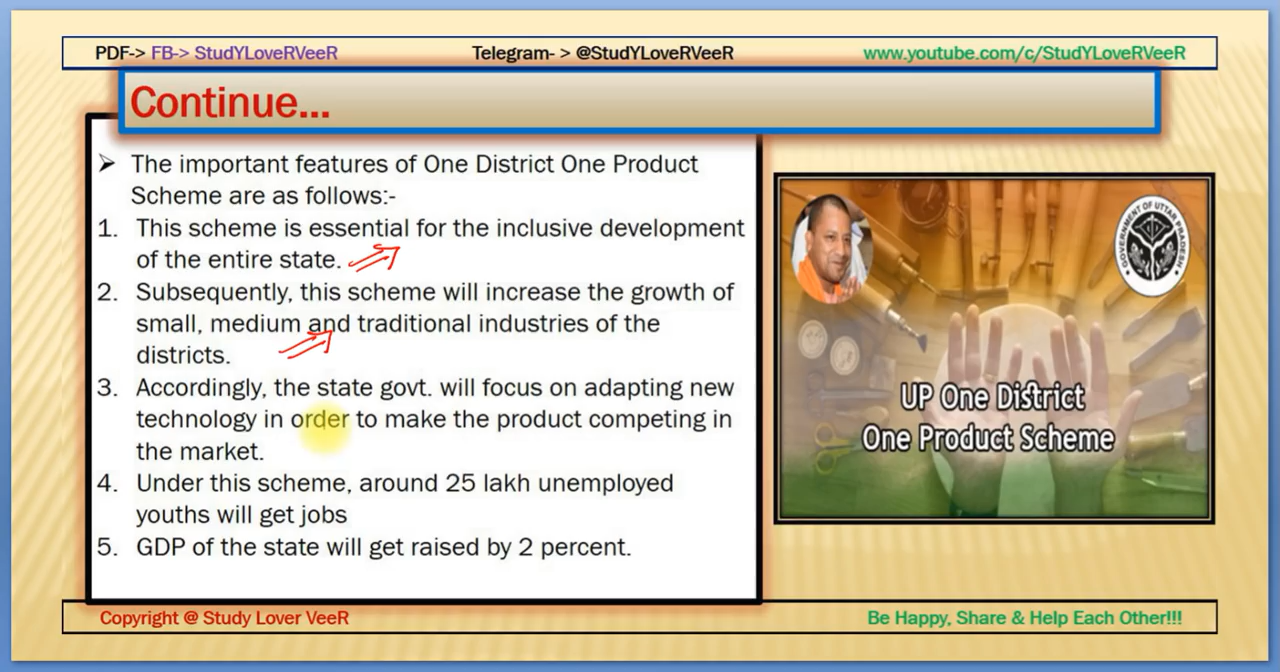 PDF-> FB-> StudYLoveRVeeR Telegram- > @StudYLoveRVeeR www.youtube.com/c/StudYLoveRVeeR
Continue...
➢ The important features of One District One Product
Scheme are as follows:-
1. This scheme is essential for the inclusive development
of the entire state.
2. Subsequently, this scheme will increase the growth of
small, medium and traditional industries of the
districts.
3. Accordingly, the state govt. will focus on adapting new
technology in order to make the product competing in
the market.
4. Under this scheme, around 25 lakh unemployed
youths will get jobs
5. GDP of the state will get raised by 2 percent.
GOVERNMENT OF UTTAR PRADESH
UP One District
One Product Scheme
Copyright @ Study Lover VeeR Be Happy, Share & Help Each Other!!!